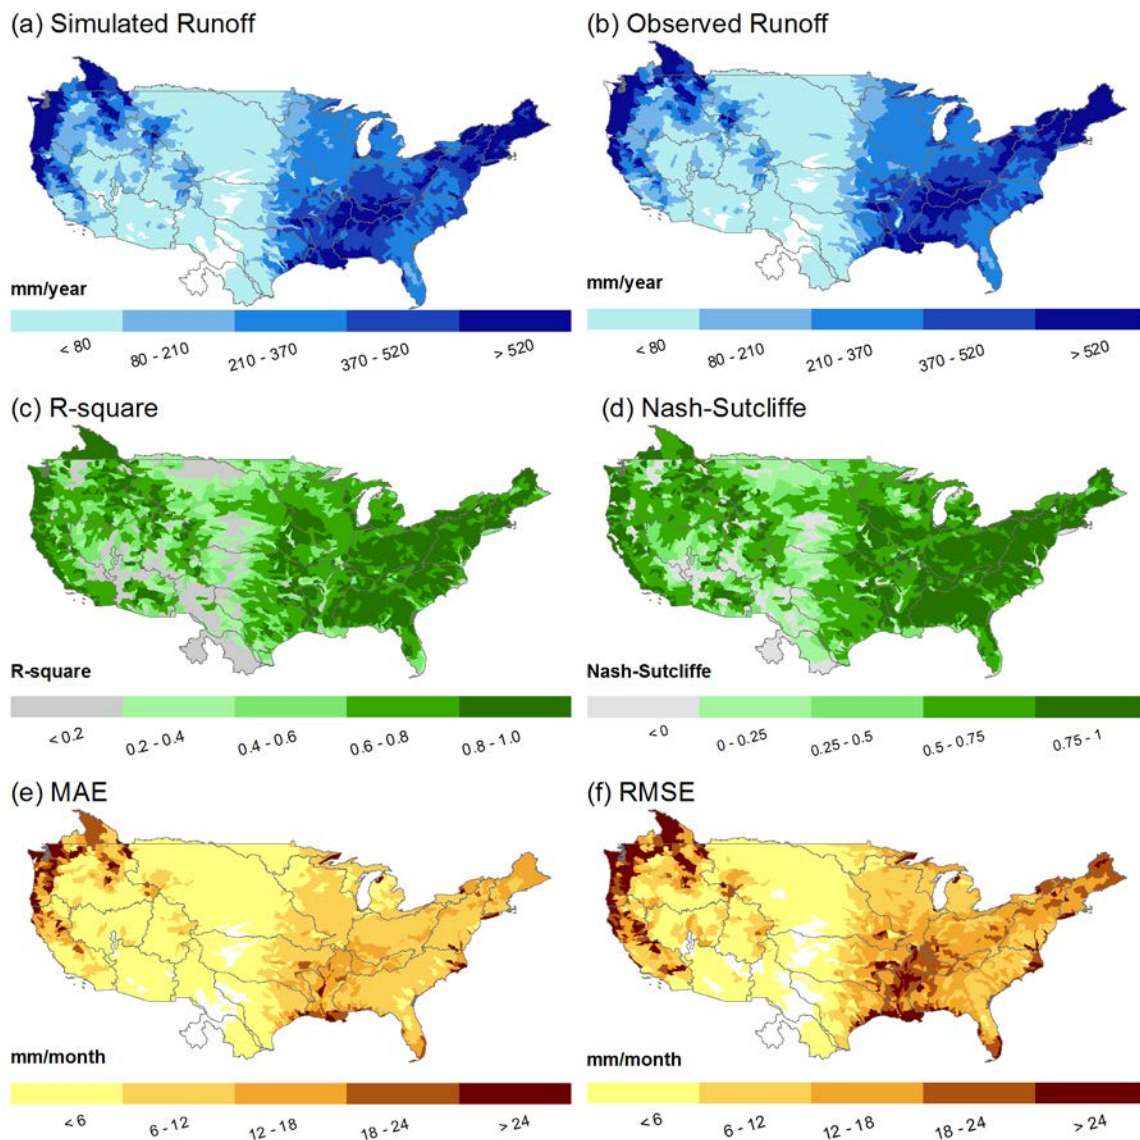 (a) Simulated Runoff
(b) Observed Runoff
mm/year
< 80
80 - 210
210 - 370
370 - 520
> 520
mm/year
< 80
80 - 210
210 - 370
370 - 520
> 520
(c) R-square
(d) Nash-Sutcliffe
R-square
< 0.2
0.2 - 0.4
0.4 - 0.6
0.6 - 0.8
0.8 - 1.0
Nash-Sutcliffe
< 0
0 - 0.25
0.25 - 0.5
0.5 - 0.75
0.75 - 1
(e) MAE
(f) RMSE
mm/month
< 6
6 - 12
12 - 18
18 - 24
> 24
mm/month
< 6
6 - 12
12 - 18
18 - 24
> 24